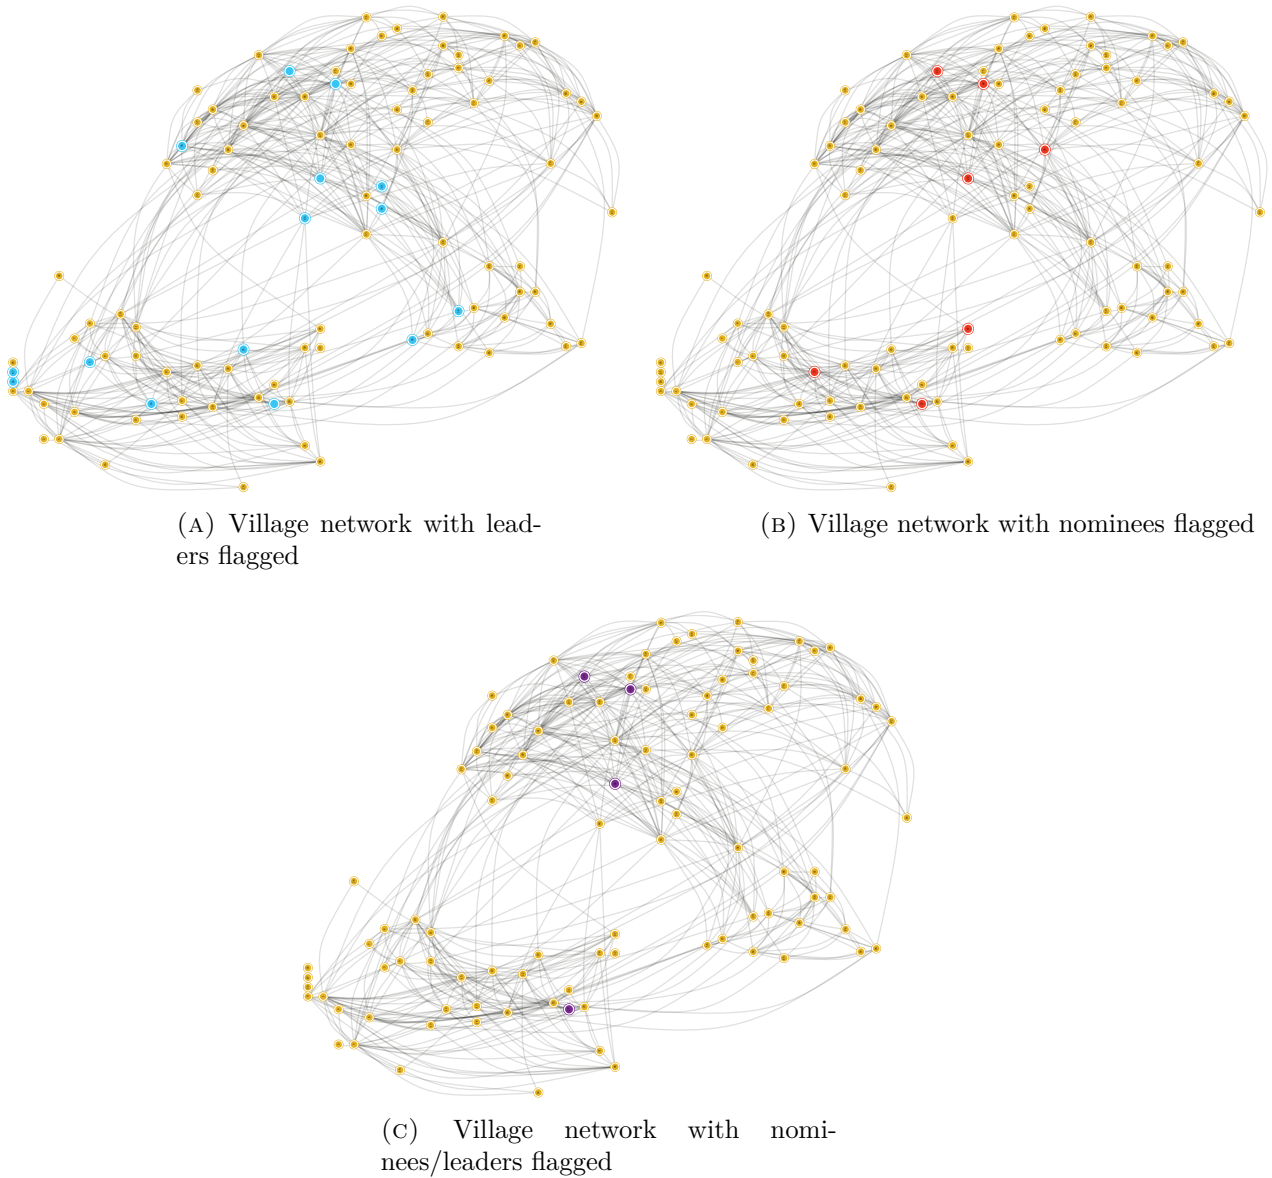 (A) Village network with lead-
ers flagged
(B) Village network with nominees flagged
(C) Village network with nomi-
nees/leaders flagged